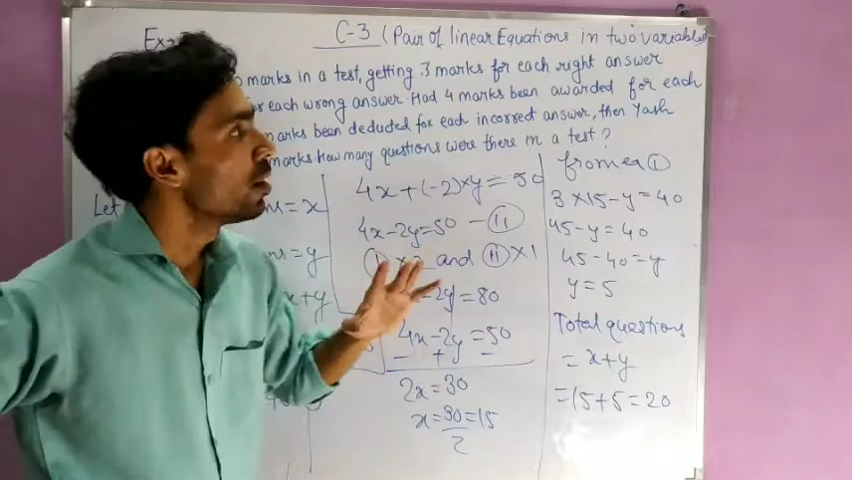 C-3 (Pair of linear Equations in two variables)
Ex-
marks in a test, getting 3 marks for each right answer
each wrong answer. Had 4 marks been awarded for each
marks been deducted for each incorrect answer, then Yash
marks. How many questions were there in a test?
Let
= x
= y
x+y
4x+(-2)×y=50
4x-2y=50 - (II)
(I) and (II)×1
-2y=80
4x-2y=50
- + -
2x=30
x=30=15
2
from eq (I)
3×15-y=40
45-y=40
45-40=y
y=5
Total questions
= x+y
=15+5=20